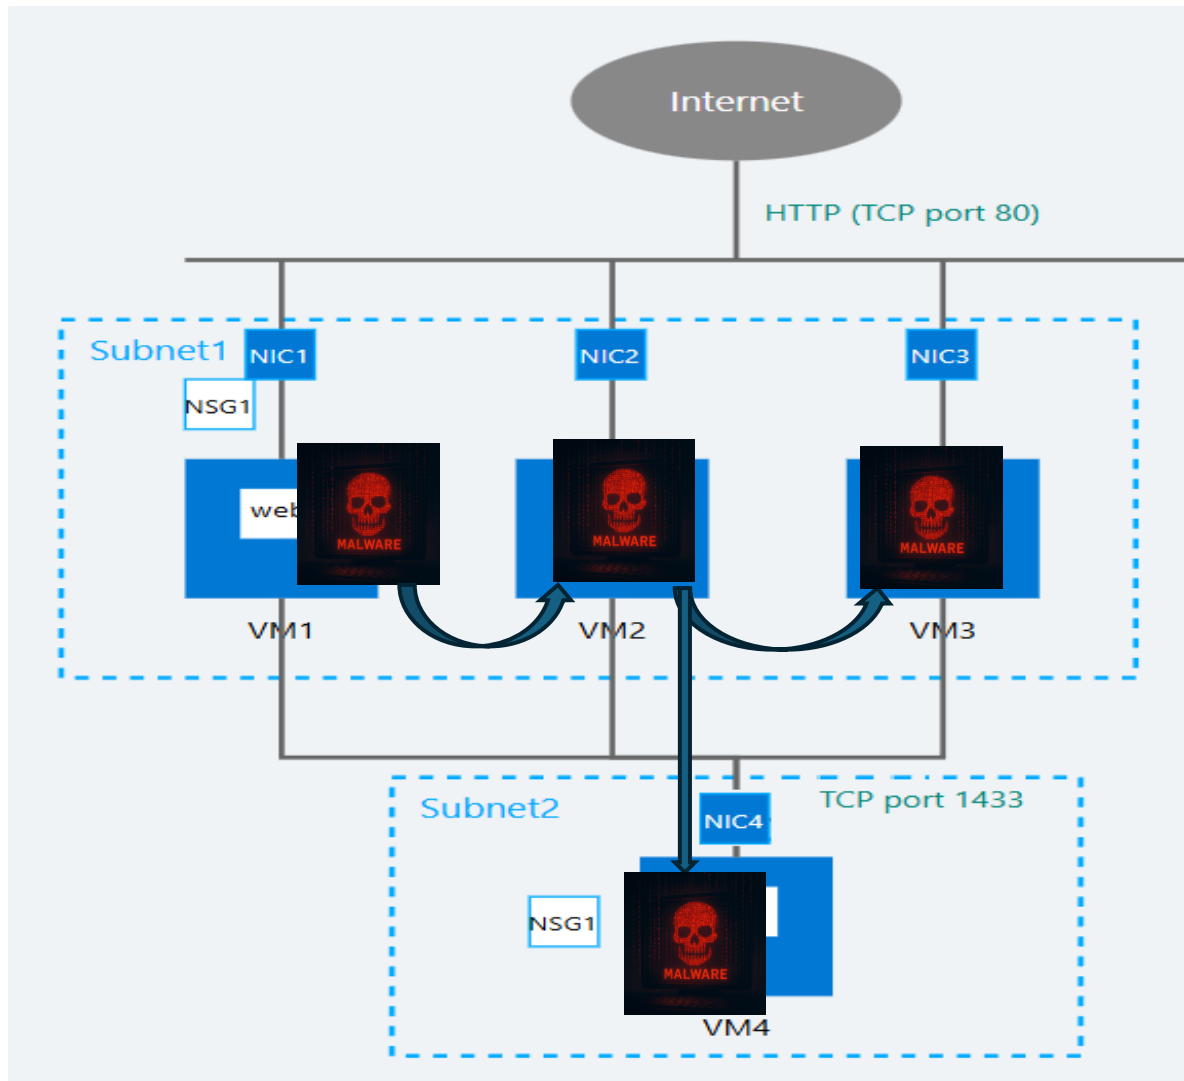 Internet
HTTP (TCP port 80)
Subnet1
NIC1
NIC2
NIC3
NSG1
web
MALWARE
MALWARE
MALWARE
VM1
VM2
VM3
Subnet2
TCP port 1433
NIC4
NSG1
MALWARE
VM4